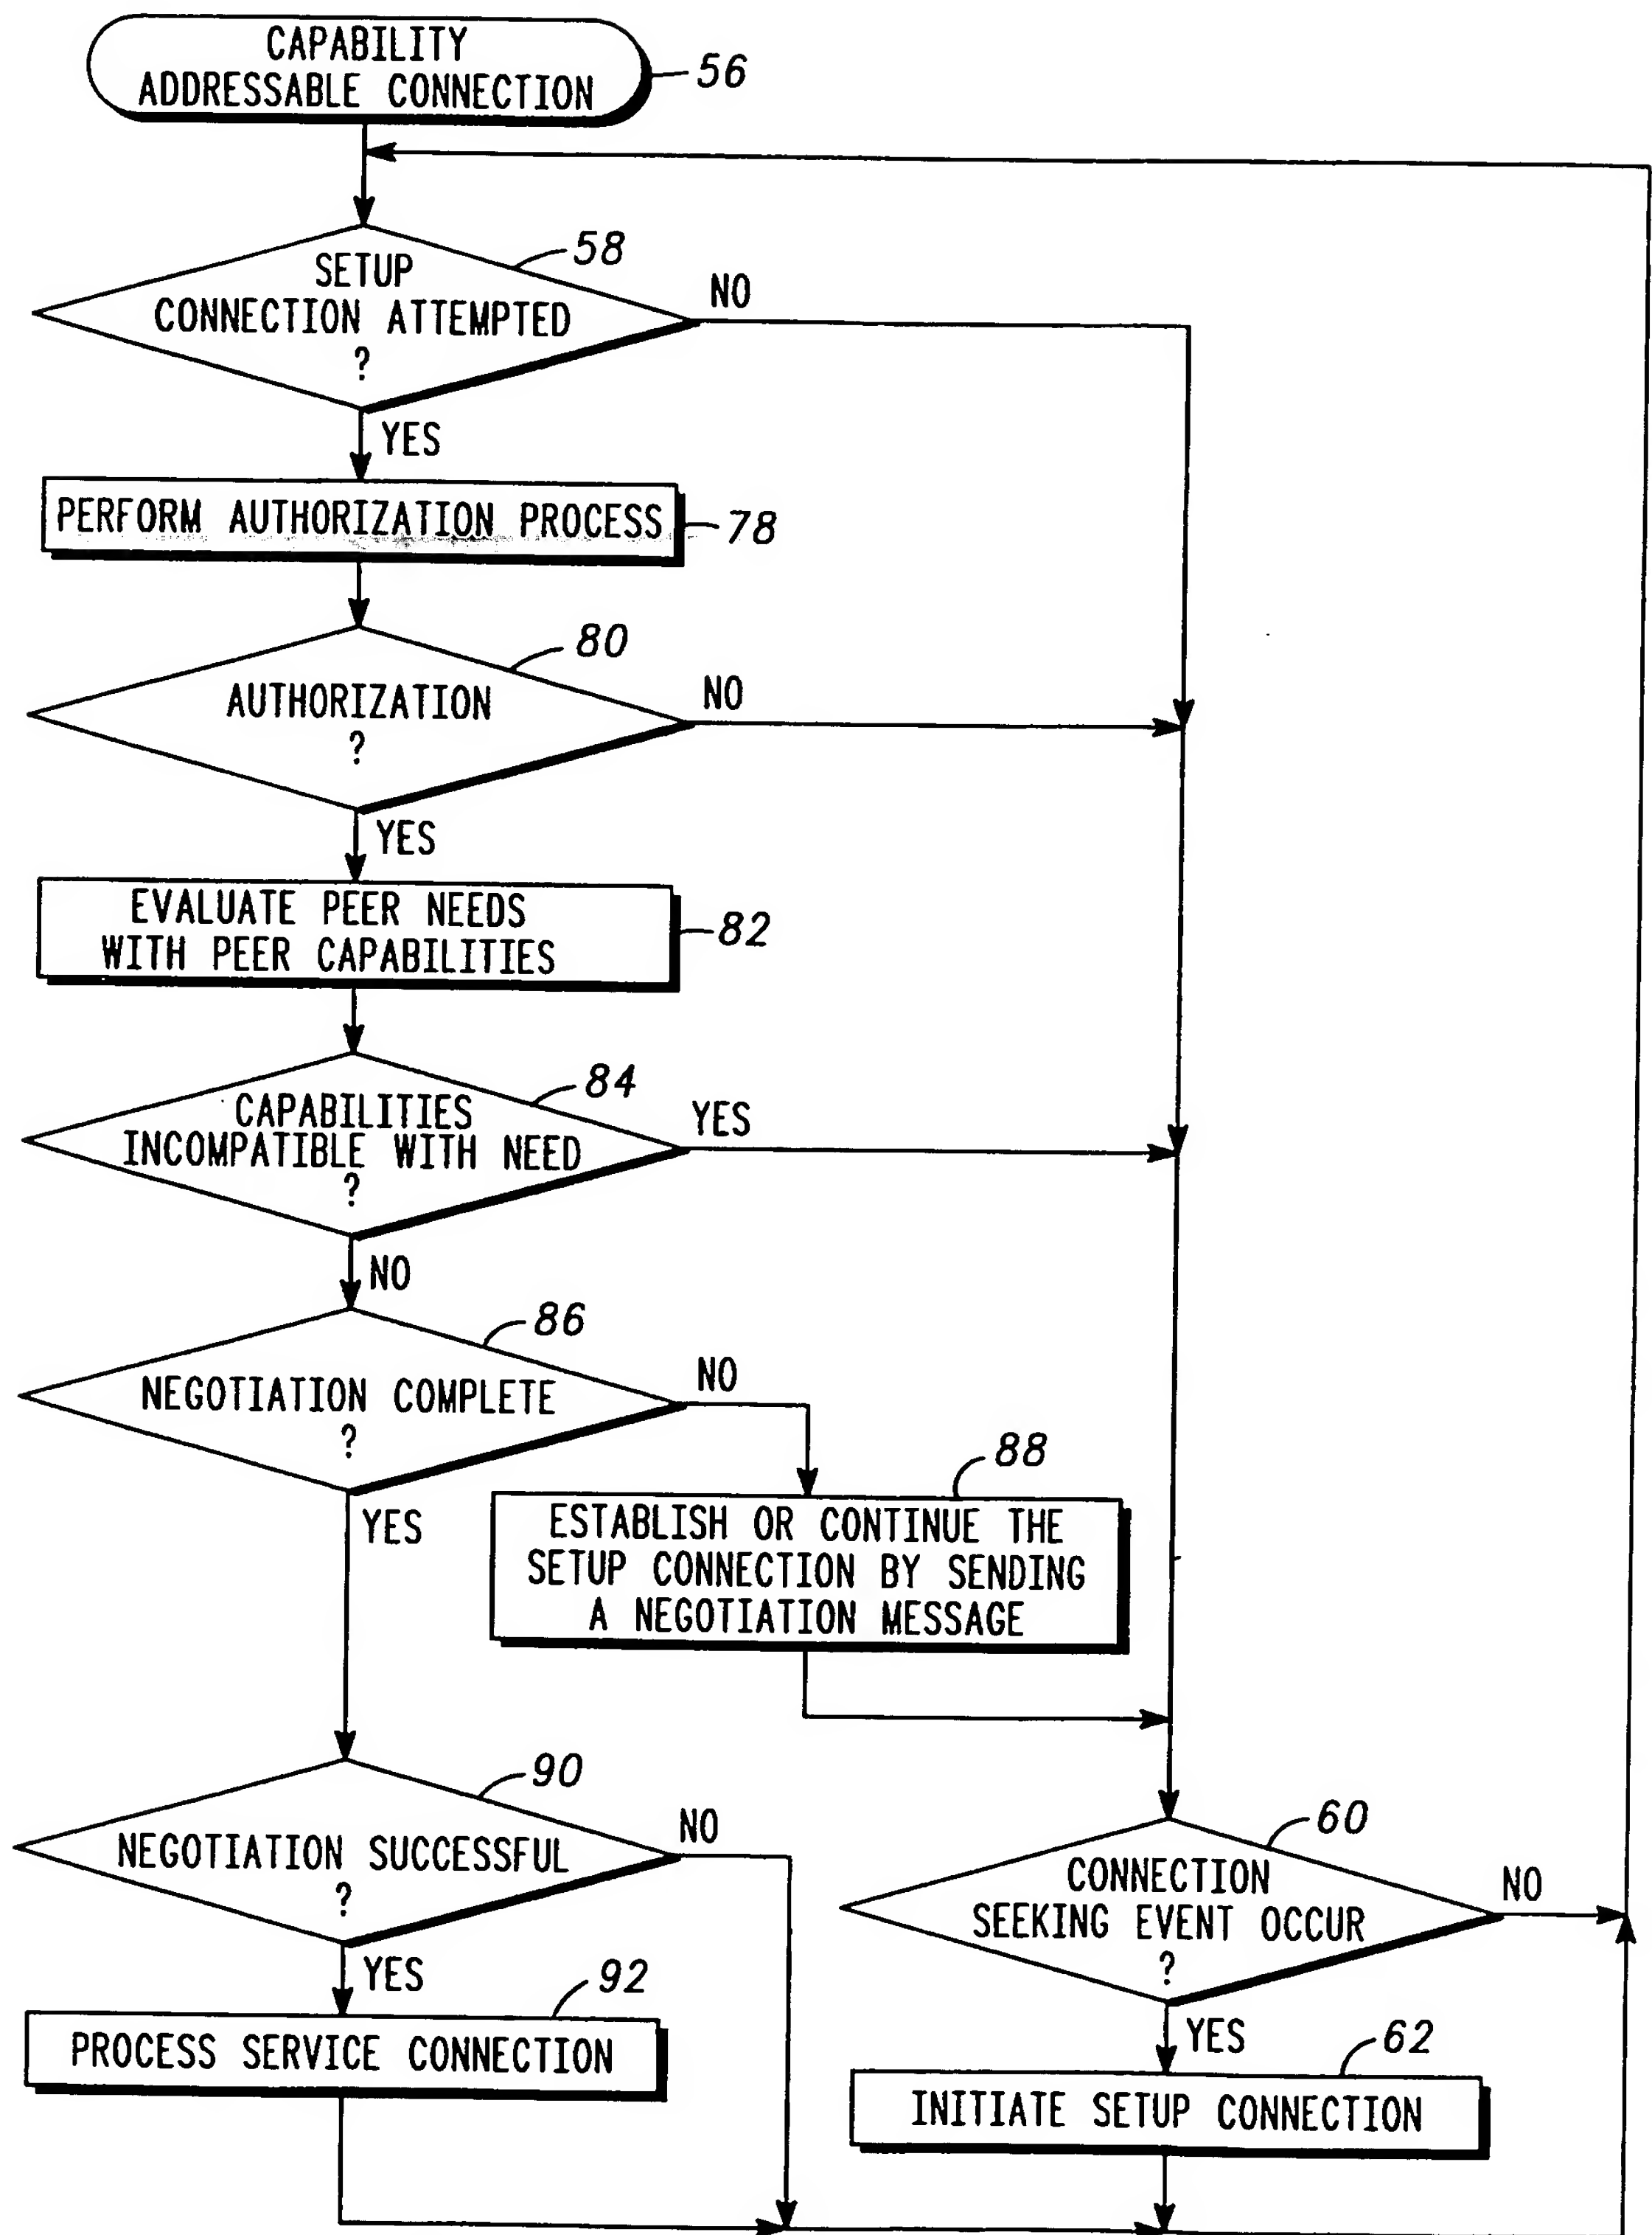 CAPABILITY
ADDRESSABLE CONNECTION
56
58
SETUP
CONNECTION ATTEMPTED
?
NO
YES
PERFORM AUTHORIZATION PROCESS
78
80
AUTHORIZATION
?
NO
YES
EVALUATE PEER NEEDS
WITH PEER CAPABILITIES
82
84
CAPABILITIES
INCOMPATIBLE WITH NEED
?
YES
NO
86
NEGOTIATION COMPLETE
?
NO
YES
88
ESTABLISH OR CONTINUE THE
SETUP CONNECTION BY SENDING
A NEGOTIATION MESSAGE
90
NEGOTIATION SUCCESSFUL
?
NO
YES
92
PROCESS SERVICE CONNECTION
60
CONNECTION
SEEKING EVENT OCCUR
?
NO
YES
62
INITIATE SETUP CONNECTION